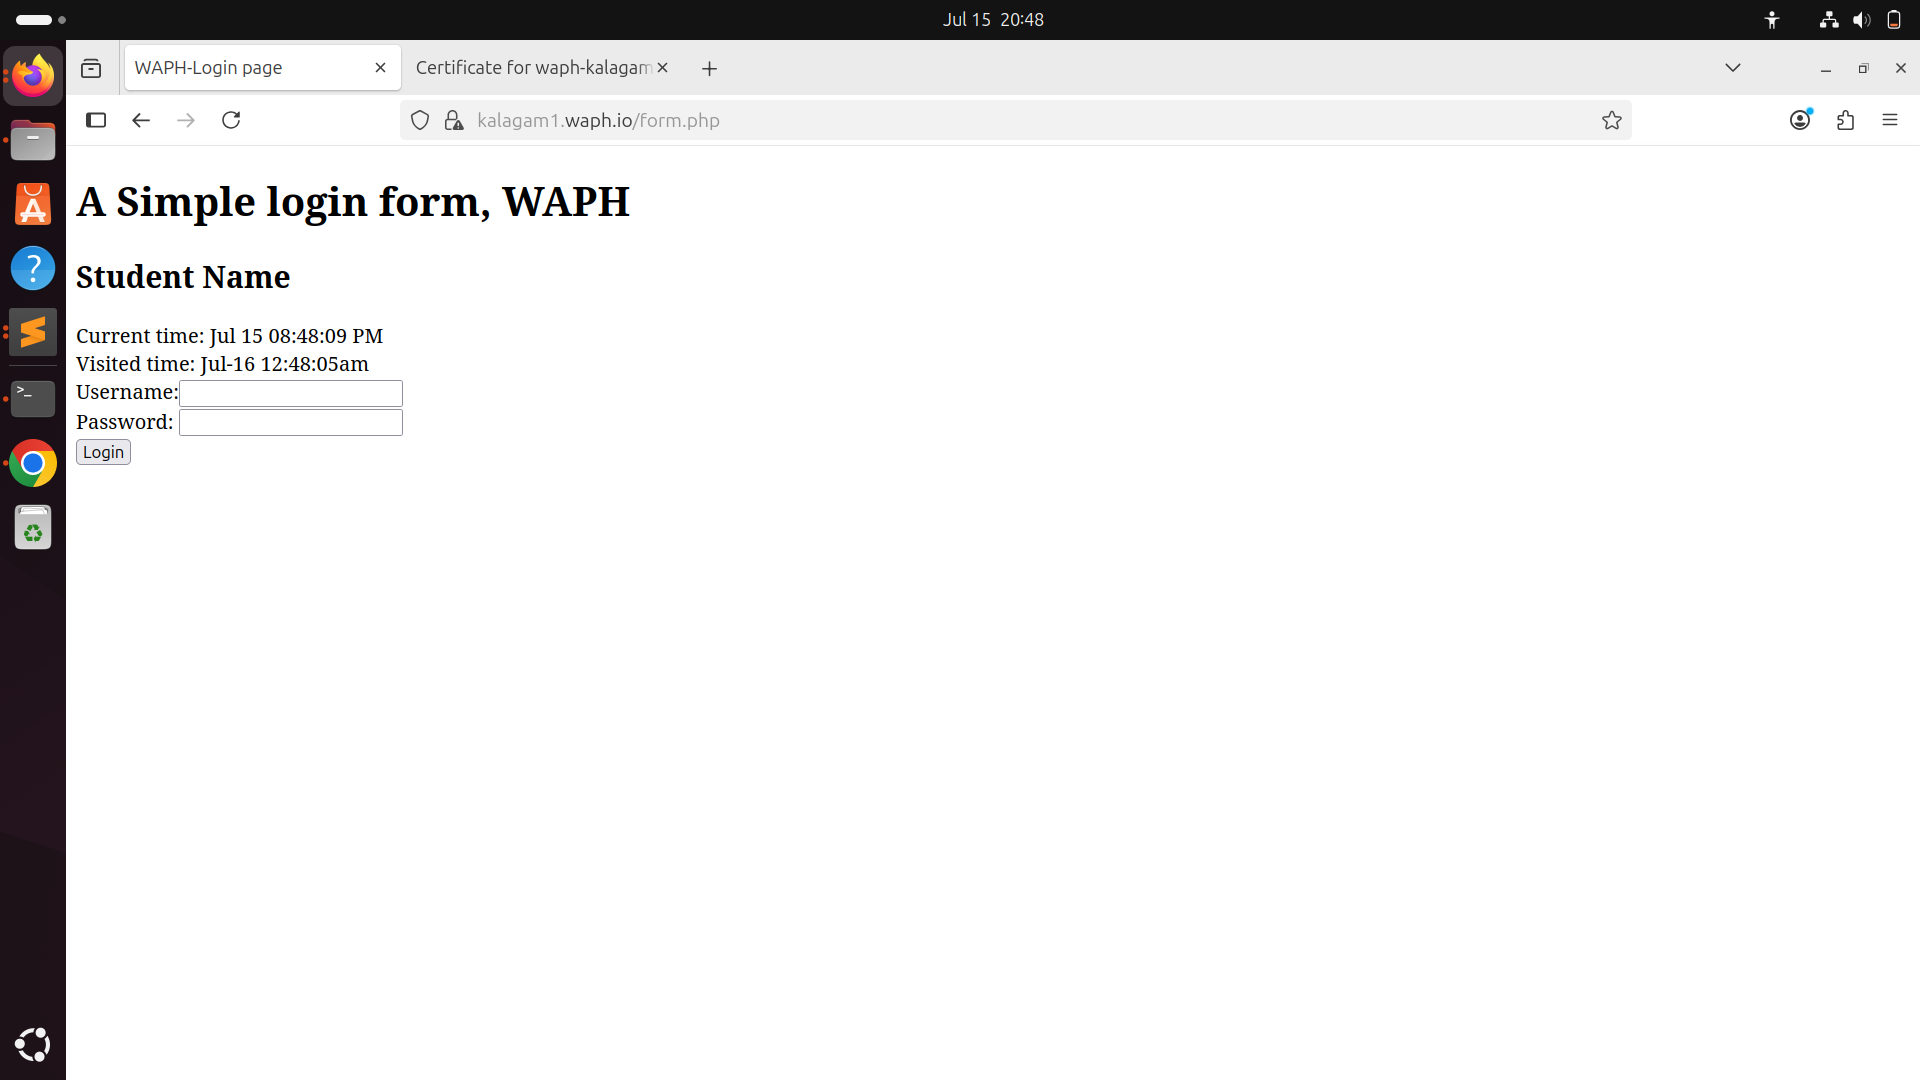 Jul 15 20:48
WAPH-Login page
Certificate for waph-kalagam
kalagam1.waph.io/form.php
A Simple login form, WAPH
Student Name
Current time: Jul 15 08:48:09 PM
Visited time: Jul-16 12:48:05am
Username:
Password:
Login